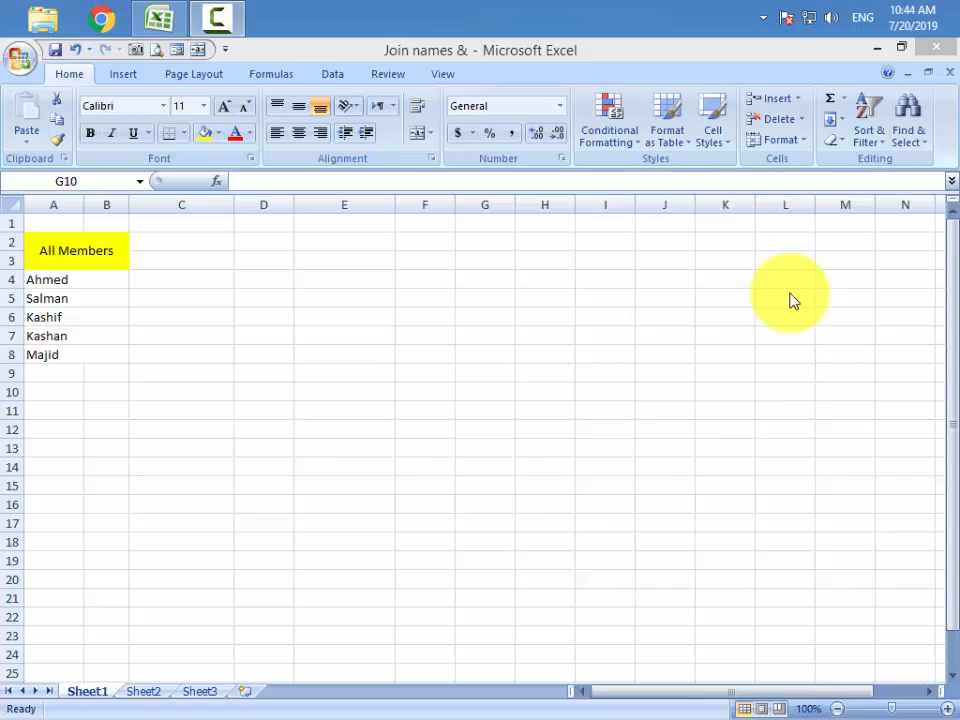 10:44 AM
ENG
7/20/2019
Join names & - Microsoft Excel
Home Insert Page Layout Formulas Data Review View
Calibri 11 General Insert
Paste B I U $ % , Conditional Formatting Format as Table Cell Styles Delete Format Sort & Filter Find & Select
Clipboard Font Alignment Number Styles Cells Editing
G10 fx
A B C D E F G H I J K L M N
1
2
All Members
3
4 Ahmed
5 Salman
6 Kashif
7 Kashan
8 Majid
9
10
11
12
13
14
15
16
17
18
19
20
21
22
23
24
25
Sheet1 Sheet2 Sheet3
Ready 100%